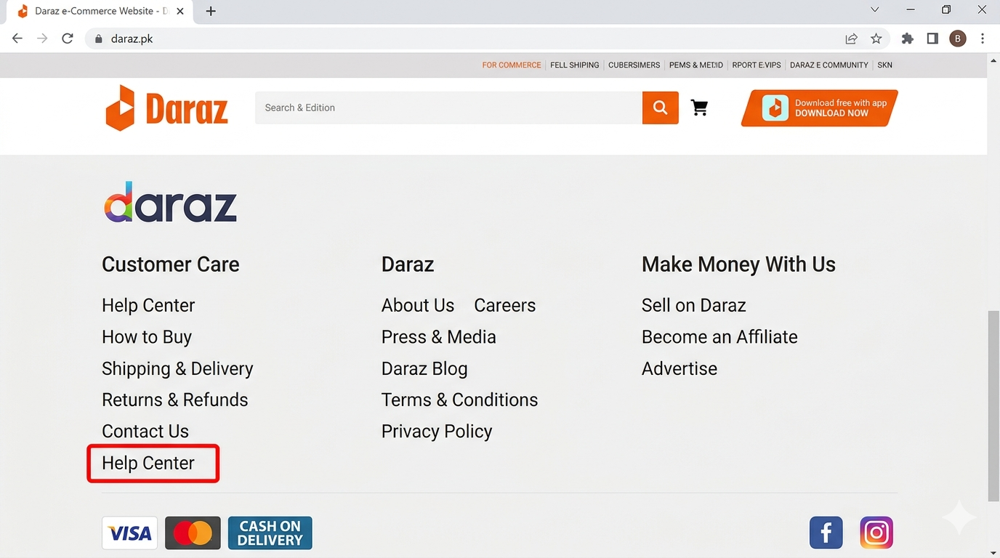 Daraz e-Commerce Website - D
daraz.pk
B
FOR COMMERCE FELL SHIPING CUBERSIMERS PEMS & DARAZ E COMMUNITY SKN
Daraz
Search & Edition
Download free with app
DOWNLOAD NOW
daraz
Customer Care
Help Center
How to Buy
Shipping & Delivery
Returns & Refunds
Contact Us
Help Center
Daraz
About Us Careers
Press & Media
Daraz Blog
Terms & Conditions
Privacy Policy
Make Money With Us
Sell on Daraz
Become an Affiliate
Advertise
VISA
CASH ON
DELIVERY